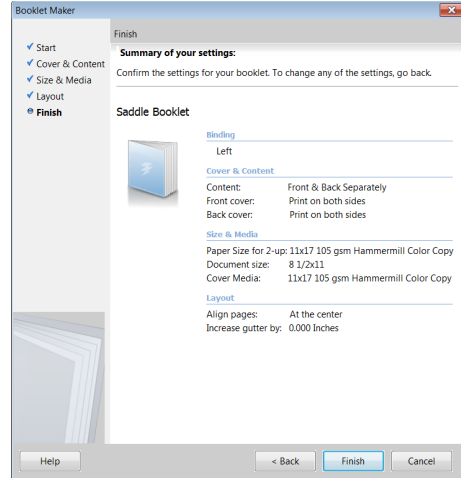 Booklet Maker
Start
Cover & Content
Size & Media
Layout
Finish
Finish
Summary of your settings:
Confirm the settings for your booklet. To change any of the settings, go back.
Saddle Booklet
Binding
Left
Cover & Content
Content: Front & Back Separately
Front cover: Print on both sides
Back cover: Print on both sides
Size & Media
Paper Size for 2-up: 11x17 105 gsm Hammermill Color Copy
Document size: 8 1/2x11
Cover Media: 11x17 105 gsm Hammermill Color Copy
Layout
Align pages: At the center
Increase gutter by: 0.000 Inches
Help
< Back
Finish
Cancel